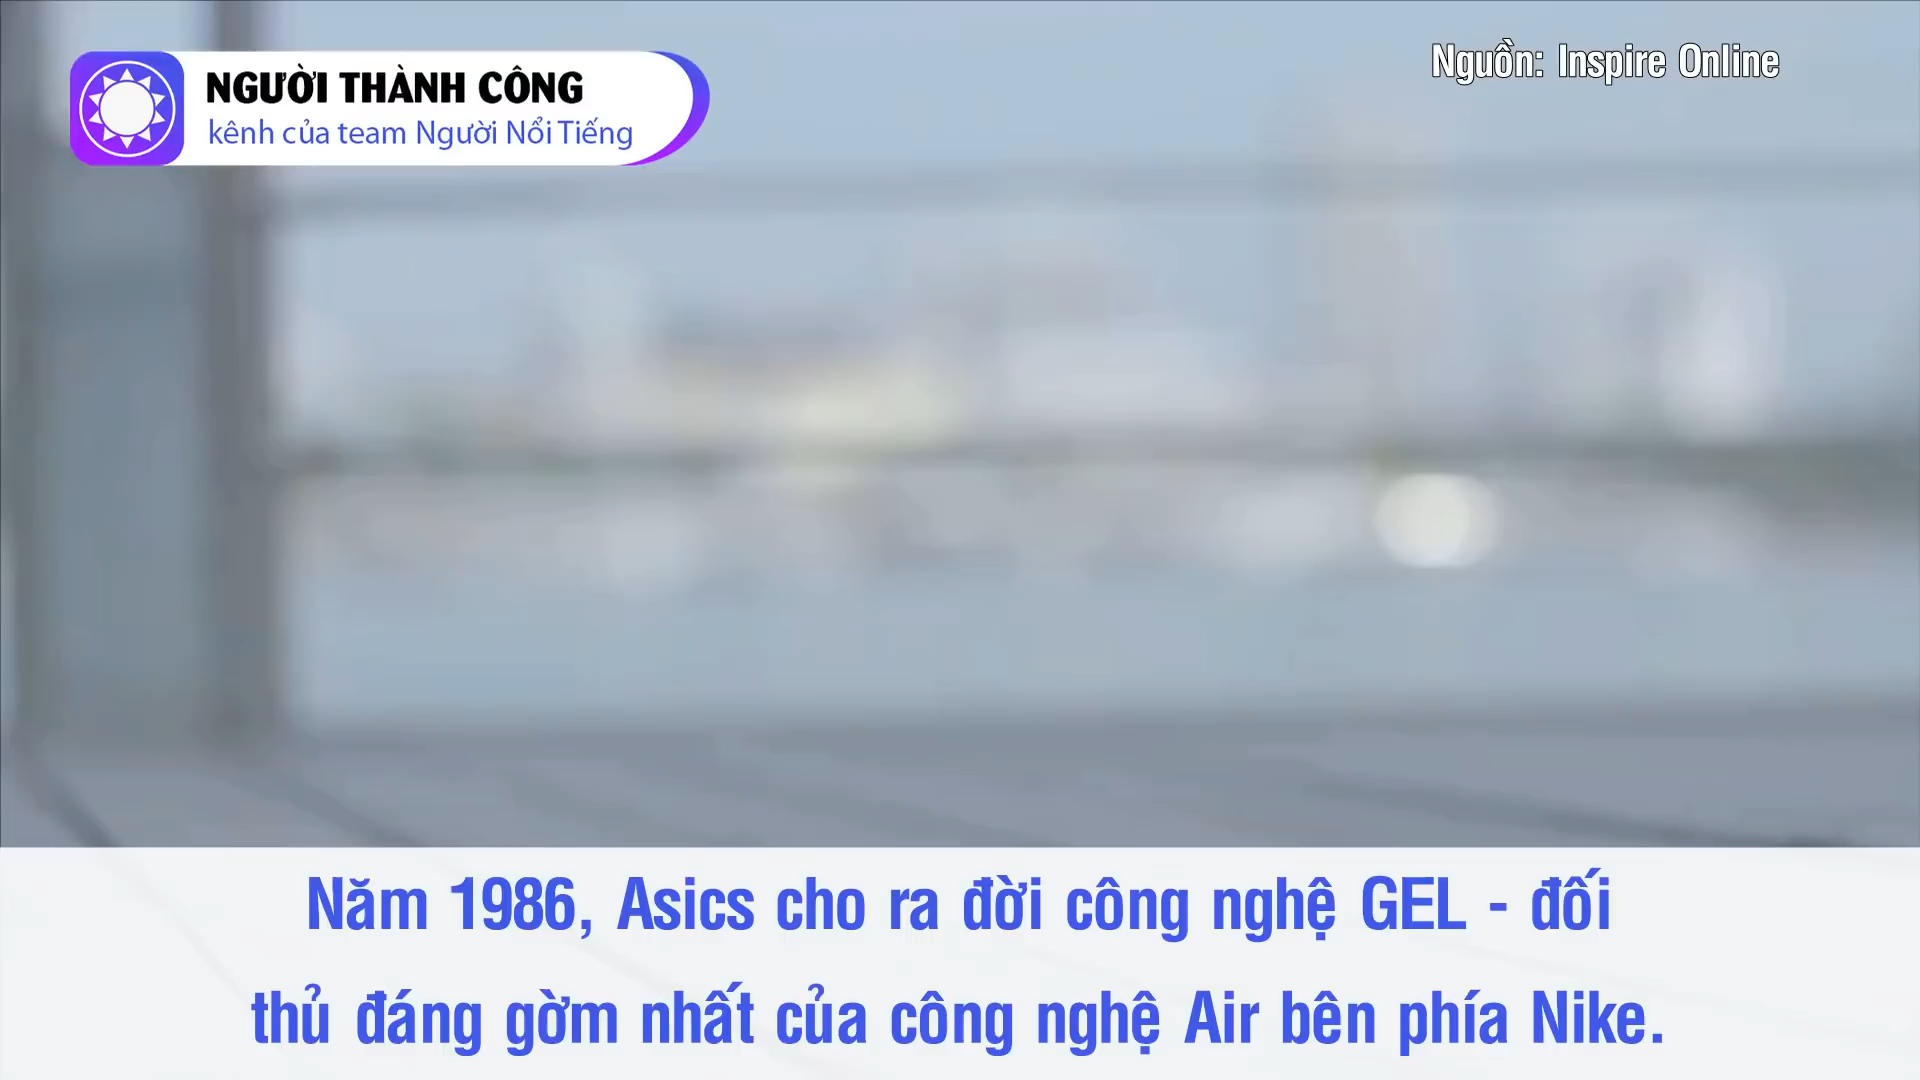 NGƯỜI THÀNH CÔNG
kênh của team Người Nổi Tiếng
Nguồn: Inspire Online
Năm 1986, Asics cho ra đời công nghệ GEL - đối
thủ đáng gờm nhất của công nghệ Air bên phía Nike.